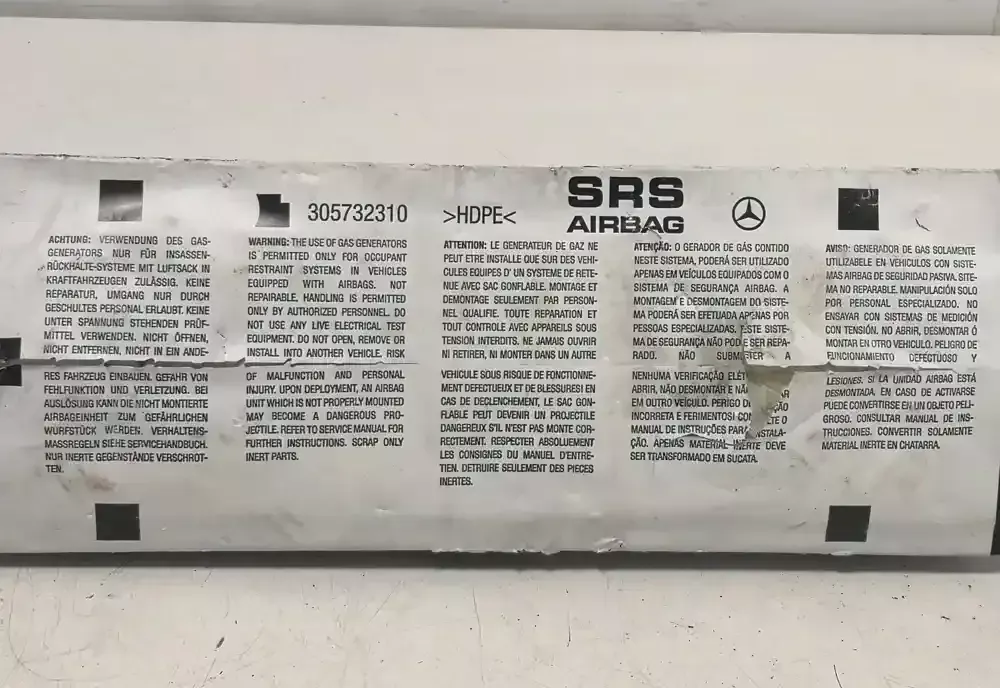 305732310
>HDPE<
SRS
AIRBAG
ACHTUNG: VERWENDUNG DES GAS-
GENERATORS NUR FÜR INSASSEN-
RÜCKHALTE-SYSTEME MIT LUFTSACK IN
KRAFTFAHRZEUGEN ZULÄSSIG. KEINE
REPARATUR, UMGANG NUR DURCH
GESCHULTES PERSONAL ERLAUBT. KEINE
UNTER SPANNUNG STEHENDEN PRÜF-
MITTEL VERWENDEN. NICHT ÖFFNEN,
NICHT ENTFERNEN, NICHT IN EIN ANDE-
RES FAHRZEUG EINBAUEN. GEFAHR VON
FEHLFUNKTION UND VERLETZUNG. BEI
AUSLÖSUNG KANN DIE NICHT MONTIERTE
AIRBAGEINHEIT ZUM GEFÄHRLICHEN
WURFSTÜCK WERDEN. VERHALTENS-
MASSREGELN SIEHE SERVICEHANDBUCH.
NUR INERTE GEGENSTÄNDE VERSCHROT-
TEN.
WARNING: THE USE OF GAS GENERATORS
IS PERMITTED ONLY FOR OCCUPANT
RESTRAINT SYSTEMS IN VEHICLES
EQUIPPED WITH AIRBAGS. NOT
REPAIRABLE, HANDLING IS PERMITTED
ONLY BY AUTHORIZED PERSONNEL. DO
NOT USE ANY LIVE ELECTRICAL TEST
EQUIPMENT. DO NOT OPEN, REMOVE OR
INSTALL INTO ANOTHER VEHICLE. RISK
OF MALFUNCTION AND PERSONAL
INJURY. UPON DEPLOYMENT, AN AIRBAG
UNIT WHICH IS NOT PROPERLY MOUNTED
MAY BECOME A DANGEROUS PRO-
JECTILE. REFER TO SERVICE MANUAL FOR
FURTHER INSTRUCTIONS. SCRAP ONLY
INERT PARTS.
ATTENTION: LE GENERATEUR DE GAZ NE
PEUT ETRE INSTALLE QUE SUR DES VEHI-
CULES EQUIPES D' UN SYSTEME DE RETE-
NUE AVEC SAC GONFLABLE. MONTAGE ET
DEMONTAGE SEULEMENT PAR PERSON-
NEL QUALIFIE. TOUTE REPARATION ET
TOUT CONTROLE AVEC APPAREILS SOUS
TENSION INTERDITS. NE JAMAIS OUVRIR
NI RETIRER, NI MONTER DANS UN AUTRE
VEHICULE SOUS RISQUE DE FONCTIONNE-
MENT DEFECTUEUX ET DE BLESSURES! EN
CAS DE DECLENCHEMENT, LE SAC GON-
FLABLE PEUT DEVENIR UN PROJECTILE
DANGEREUX S'IL N'EST PAS MONTE COR-
RECTEMENT. RESPECTER ABSOLUEMENT
LES CONSIGNES DU MANUEL D'ENTRE-
TIEN. DETRUIRE SEULEMENT DES PIECES
INERTES.
ATENÇÃO: O GERADOR DE GÁS CONTIDO
NESTE SISTEMA, PODERÁ SER UTILIZADO
APENAS EM VEÍCULOS EQUIPADOS COM O
SISTEMA DE SEGURANÇA AIRBAG. A
MONTAGEM E DESMONTAGEM DO SISTE-
MA PODERÁ SER EFETUADA APENAS POR
PESSOAS ESPECIALIZADAS. ESTE SISTE-
MA DE SEGURANÇA NÃO PODE SER REPA-
RADO. NÃO SUBMETER A
NENHUMA VERIFICAÇÃO
ABRIR, NÃO DESMONTAR E
EM OUTRO VEÍCULO. PERIGO
INCORRETA E FERIMENTOS!
MANUAL DE INSTRUÇÕES PARA INSTALA-
ÇÃO. APENAS MATERIAL INERTE DEVE
SER TRANSFORMADO EM SUCATA.
AVISO: GENERADOR DE GAS SOLAMENTE
UTILIZABELE EN VEHICULOS CON SISTE-
MAS AIRBAG DE SEGURIDAD PASIVA. SITE-
MA NO REPARABLE. MANIPULACIÓN SOLO
POR PERSONAL ESPECIALIZADO. NO
ENSAYAR CON SISTEMAS DE MEDICIÓN
CON TENSIÓN. NO ABRIR, DESMONTAR Ó
MONTAR EN OTRO VEHICULO. PELIGRO DE
FUNCIONAMIENTO DEFECTUOSO Y
LESIONES. SI LA UNIDAD AIRBAG ESTÁ
DESMONTADA, EN CASO DE ACTIVARSE
PUEDE CONVERTIRSE EN UN OBJETO PELI-
GROSO. CONSULTAR MANUAL DE INS-
TRUCCIONES. CONVERTIR SOLAMENTE
MATERIAL INERTE EN CHATARRA.